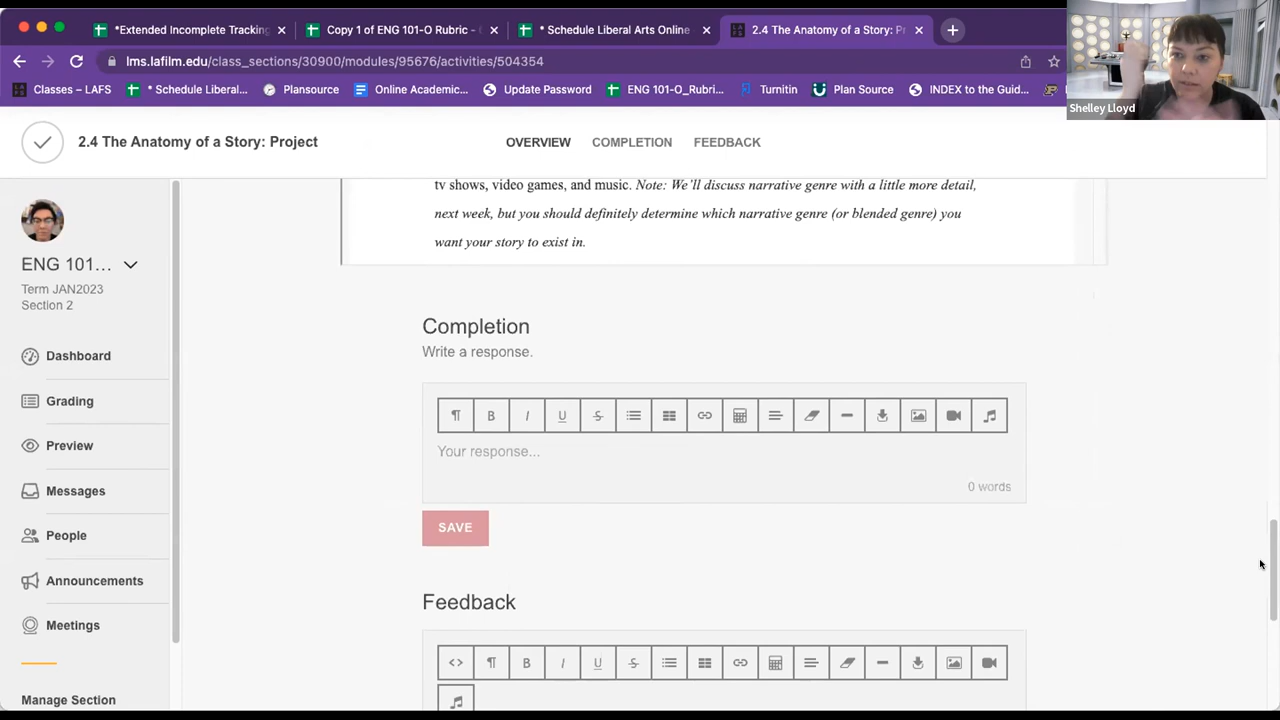 *Extended Incomplete Tracking
Copy 1 of ENG 101-O Rubric -
* Schedule Liberal Arts Online
2.4 The Anatomy of a Story: Pr
lms.lafilm.edu/class_sections/30900/modules/95676/activities/504354
Classes – LAFS
* Schedule Liberal...
Plansource
Online Academic...
Update Password
ENG 101-O_Rubri...
Turnitin
Plan Source
INDEX to the Guid...
Shelley Lloyd
2.4 The Anatomy of a Story: Project
OVERVIEW
COMPLETION
FEEDBACK
tv shows, video games, and music. Note: We'll discuss narrative genre with a little more detail,
next week, but you should definitely determine which narrative genre (or blended genre) you
want your story to exist in.
ENG 101...
Term JAN2023
Section 2
Dashboard
Grading
Preview
Messages
People
Announcements
Meetings
Manage Section
Completion
Write a response.
Your response...
0 words
SAVE
Feedback